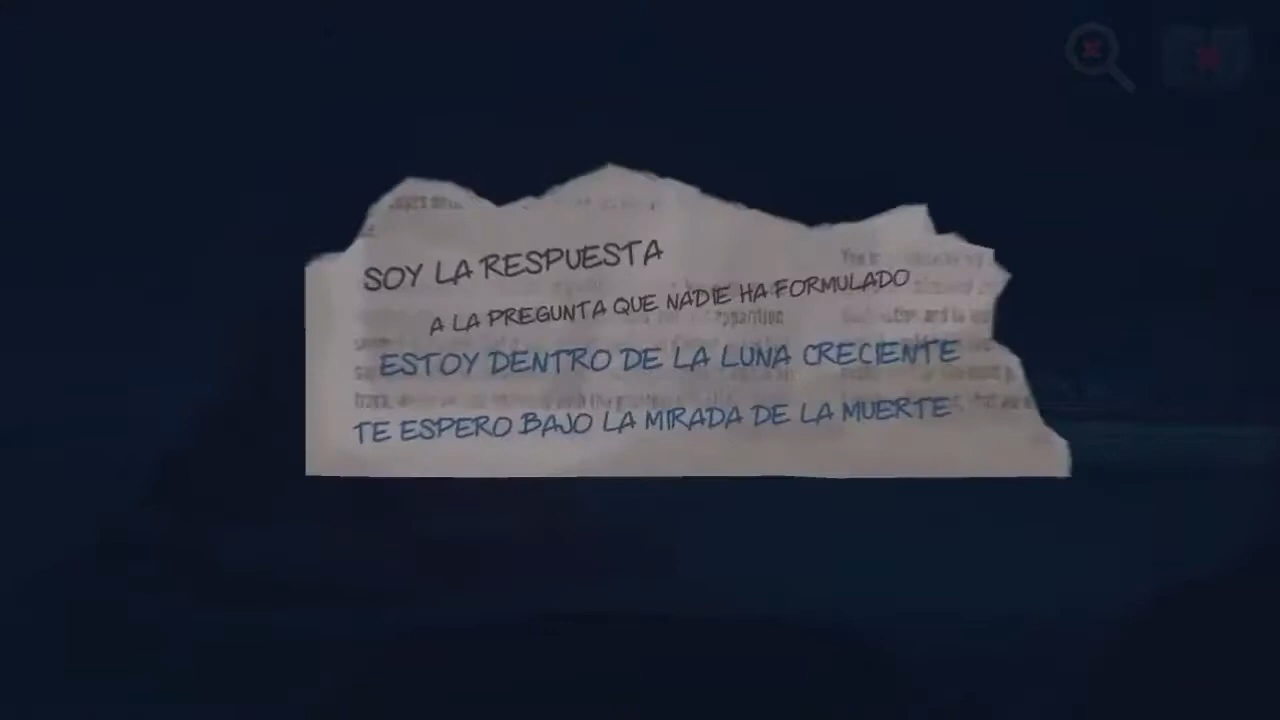 SOY LA RESPUESTA
A LA PREGUNTA QUE NADIE HA FORMULADO
ESTOY DENTRO DE LA LUNA CRECIENTE
TE ESPERO BAJO LA MIRADA DE LA MUERTE